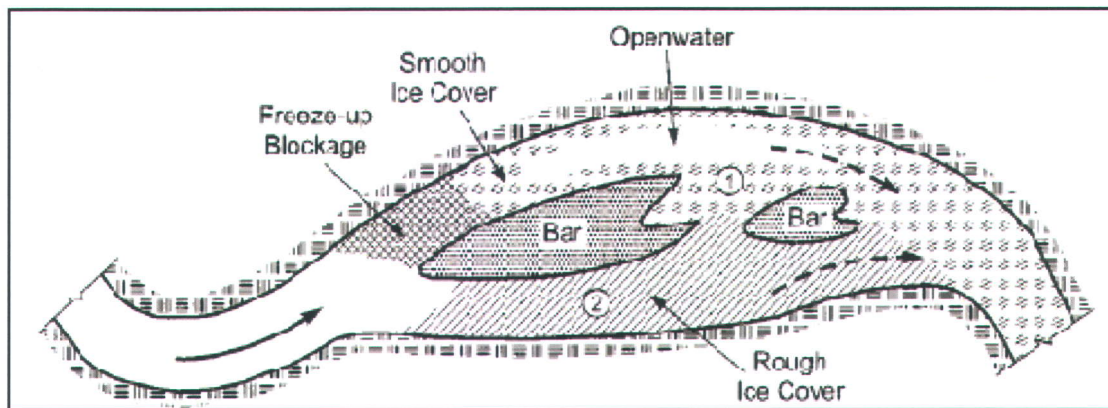 Openwater
Smooth
Ice Cover
Freeze-up
Blockage
1
Bar
Bar
2
Rough
Ice Cover